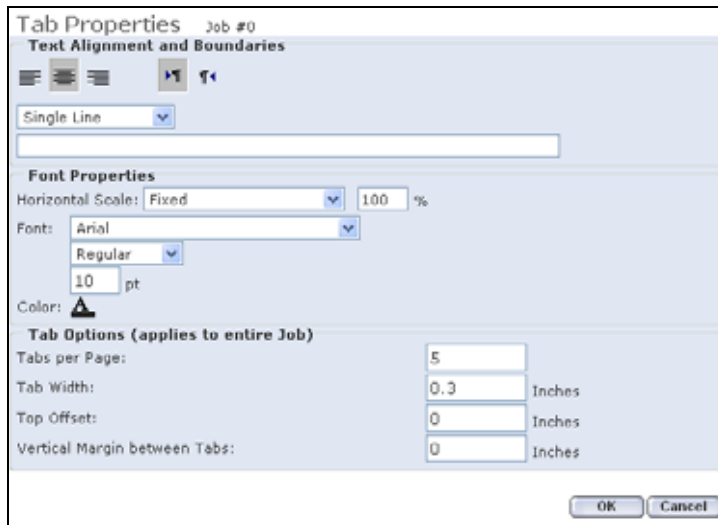 Tab Properties Job #0
Text Alignment and Boundaries
Single Line
Font Properties
Horizontal Scale: Fixed 100 %
Font: Arial
Regular
10 pt
Color: A
Tab Options (applies to entire Job)
Tabs per Page: 5
Tab Width: 0.3 Inches
Top Offset: 0 Inches
Vertical Margin between Tabs: 0 Inches
OK Cancel